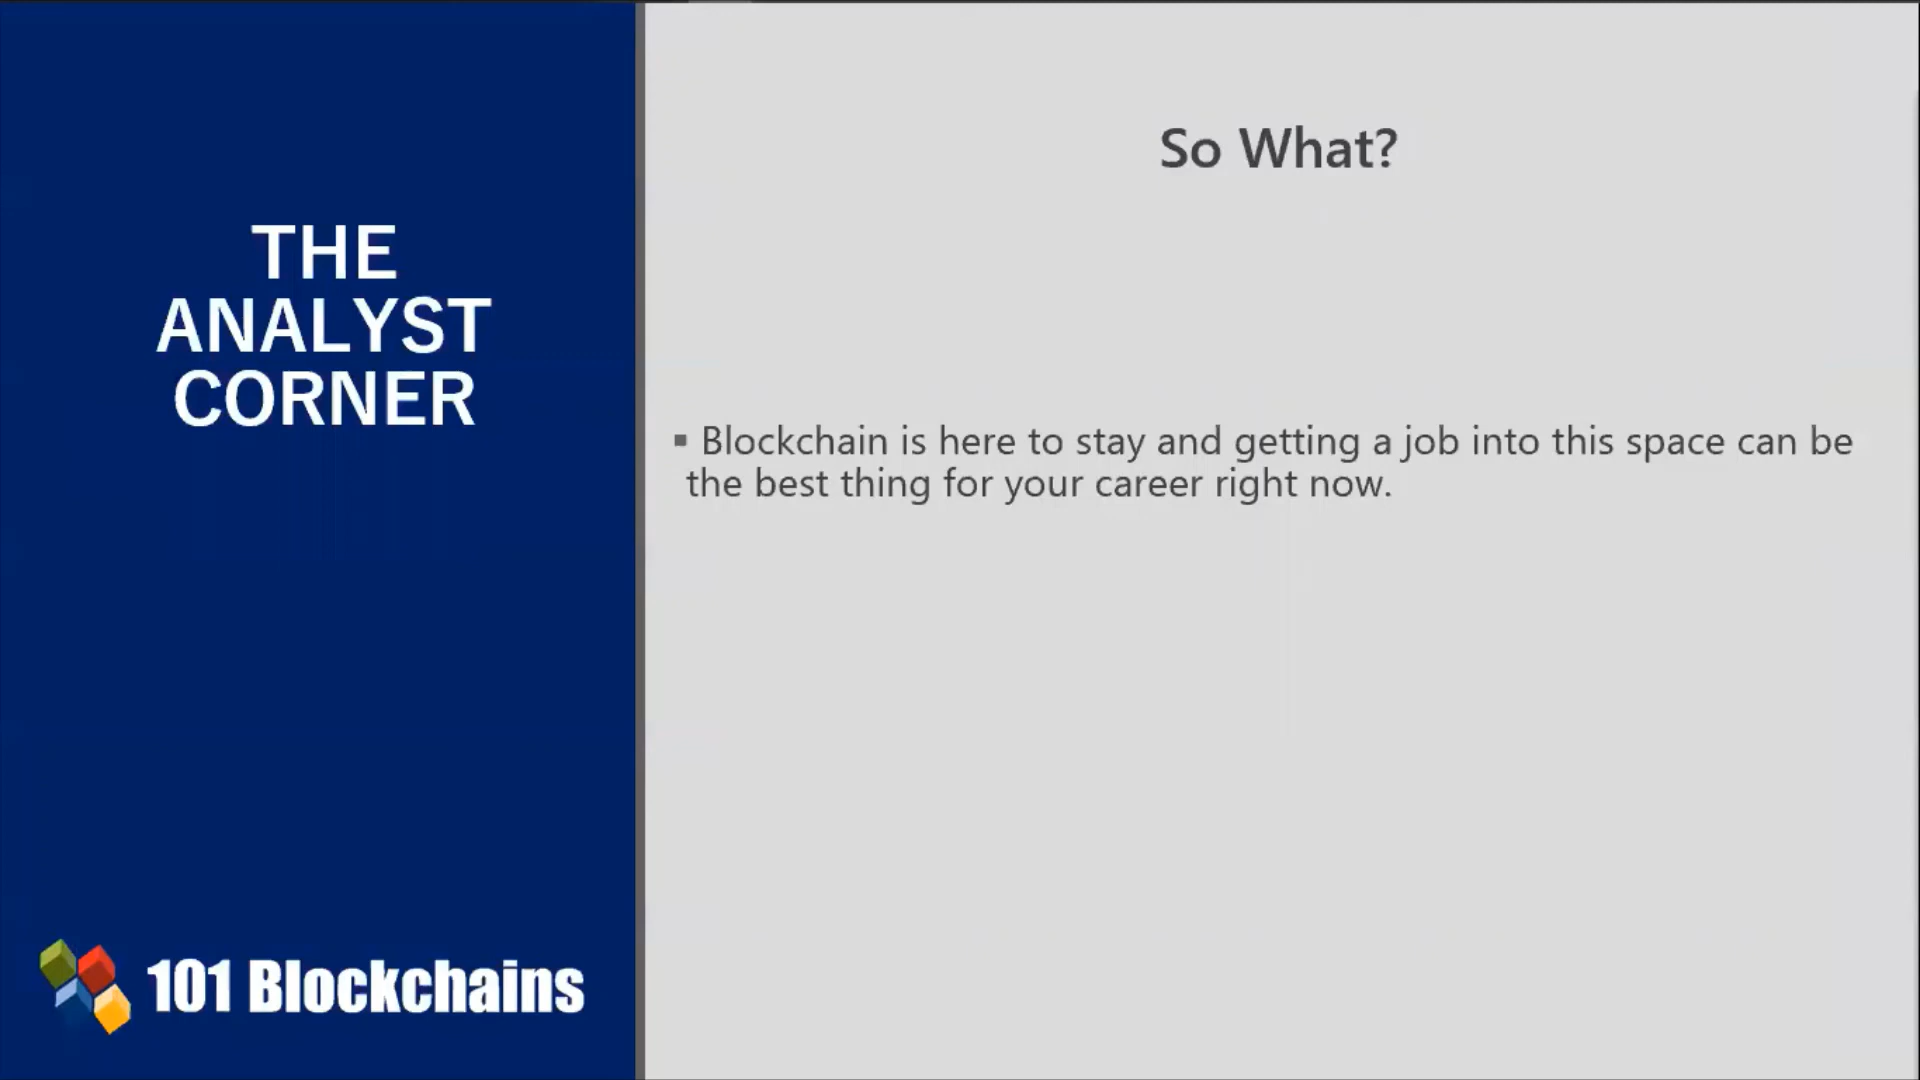 THE
ANALYST
CORNER
101 Blockchains
So What?
▪ Blockchain is here to stay and getting a job into this space can be
the best thing for your career right now.